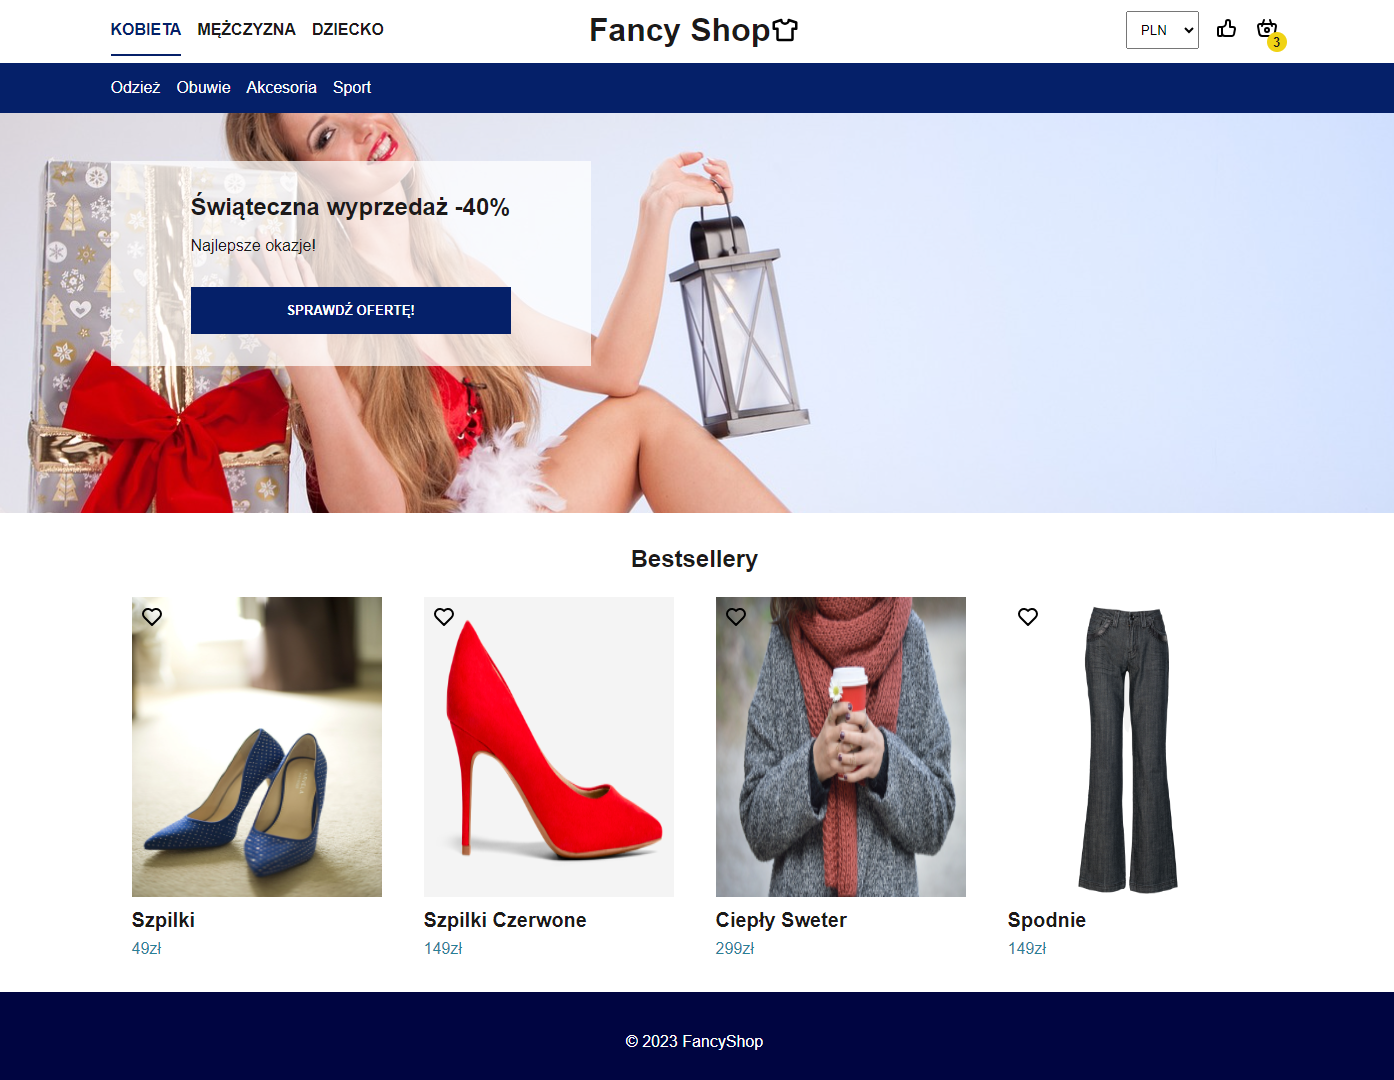 KOBIETA MĘŻCZYZNA DZIECKO
Fancy Shop
PLN
3
Odzież Obuwie Akcesoria Sport
Świąteczna wyprzedaż -40%
Najlepsze okazje!
SPRAWDŹ OFERTĘ!
Bestsellery
Szpilki
49zł
Szpilki Czerwone
149zł
Ciepły Sweter
299zł
Spodnie
149zł
© 2023 FancyShop